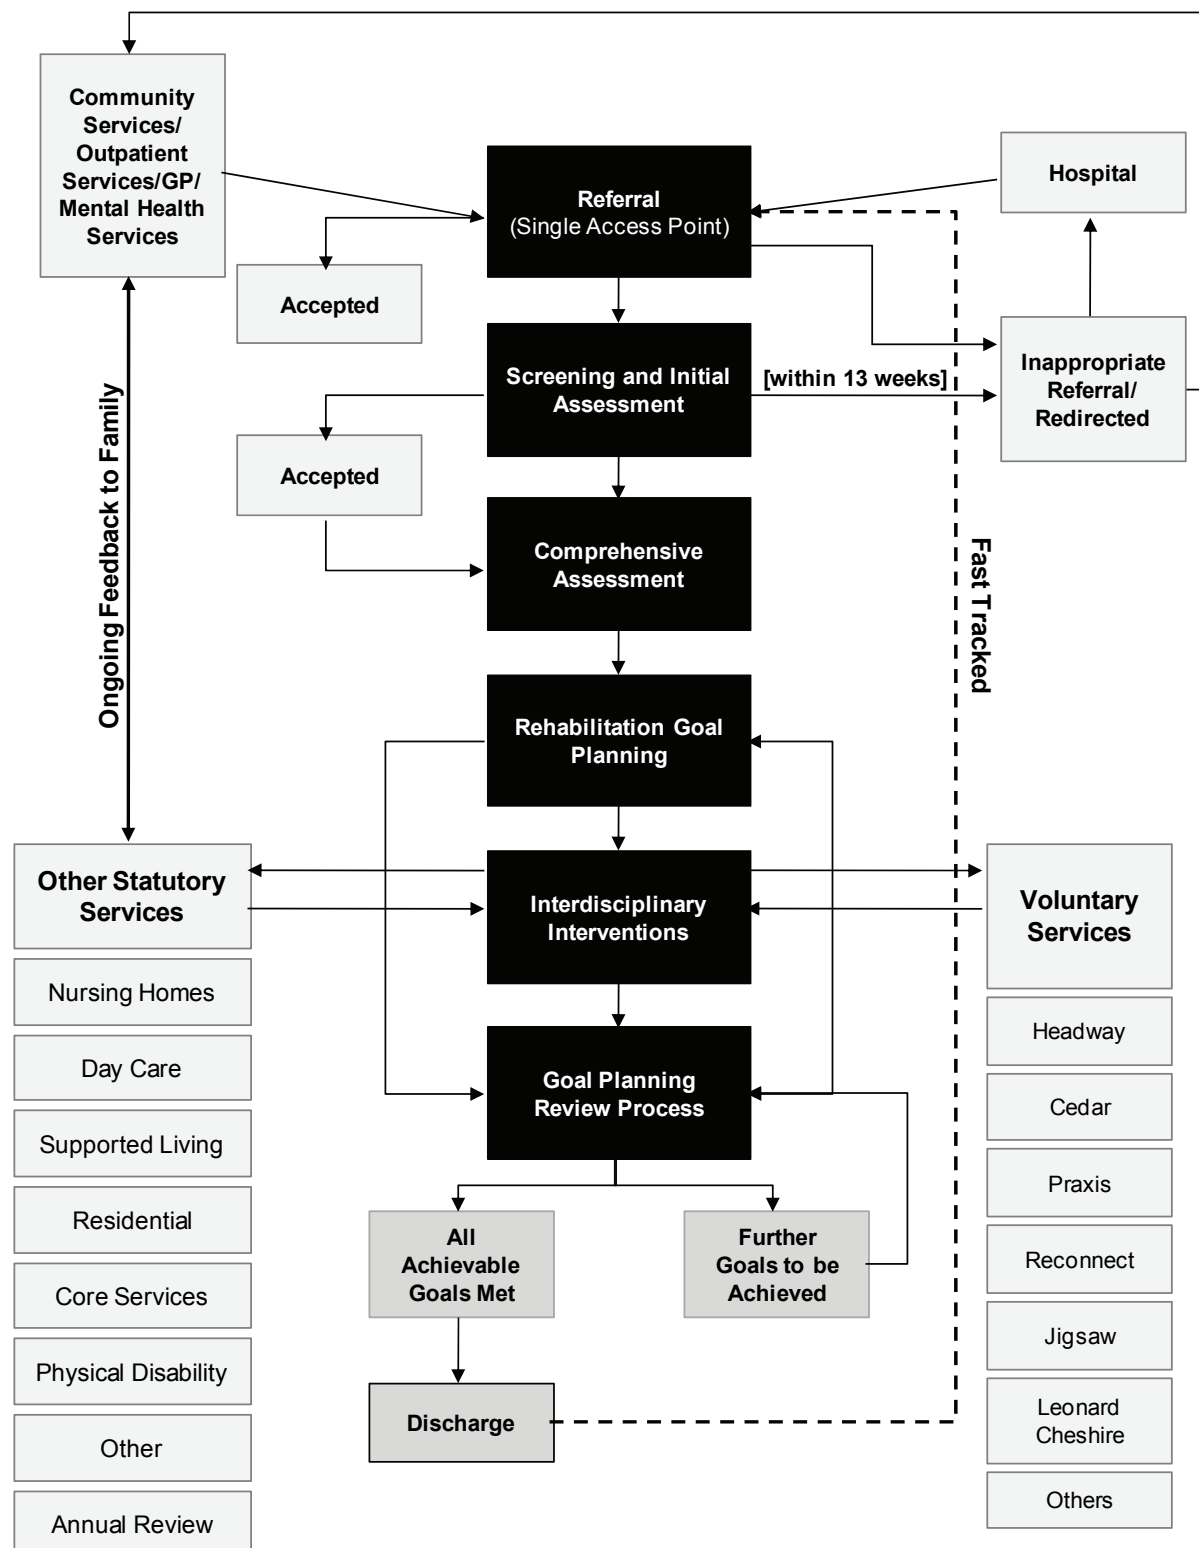 Community
Services/
Outpatient
Services/GP/
Mental Health
Services
Referral
(Single Access Point)
Hospital
Accepted
Screening and Initial
Assessment
[within 13 weeks]
Inappropriate
Referral/
Redirected
Accepted
Ongoing Feedback to Family
Comprehensive
Assessment
Fast Tracked
Rehabilitation Goal
Planning
Other Statutory
Services
Interdisciplinary
Interventions
Voluntary
Services
Nursing Homes
Day Care
Supported Living
Residential
Core Services
Physical Disability
Other
Annual Review
Goal Planning
Review Process
All
Achievable
Goals Met
Further
Goals to be
Achieved
Discharge
Headway
Cedar
Praxis
Reconnect
Jigsaw
Leonard
Cheshire
Others